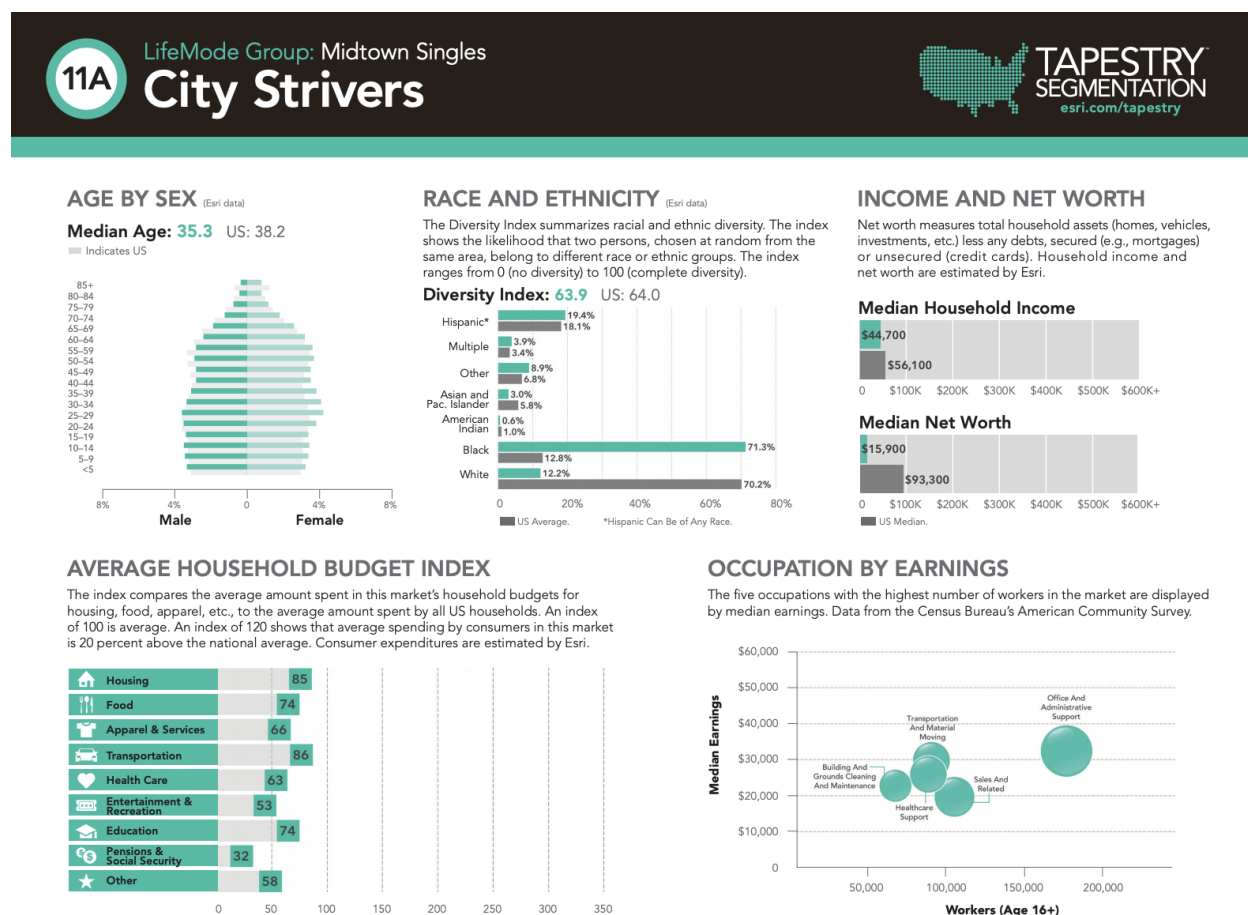 11A
LifeMode Group: Midtown Singles
City Strivers
TAPESTRY™
SEGMENTATION
esri.com/tapestry
AGE BY SEX (Esri data)
Median Age: 35.3 US: 38.2
Indicates US
85+
80–84
75–79
70–74
65–69
60–64
55–59
50–54
45–49
40–44
35–39
30–34
25–29
20–24
15–19
10–14
5–9
<5
8% 4% 0 4% 8%
Male Female
RACE AND ETHNICITY (Esri data)
The Diversity Index summarizes racial and ethnic diversity. The index
shows the likelihood that two persons, chosen at random from the
same area, belong to different race or ethnic groups. The index
ranges from 0 (no diversity) to 100 (complete diversity).
Diversity Index: 63.9 US: 64.0
Hispanic* 19.4%
18.1%
Multiple 3.9%
3.4%
Other 8.9%
6.8%
Asian and
Pac. Islander
3.0%
5.8%
American
Indian
0.6%
1.0%
Black 71.3%
12.8%
White 12.2%
70.2%
0 20% 40% 60% 80%
US Average. *Hispanic Can Be of Any Race.
INCOME AND NET WORTH
Net worth measures total household assets (homes, vehicles,
investments, etc.) less any debts, secured (e.g., mortgages)
or unsecured (credit cards). Household income and
net worth are estimated by Esri.
Median Household Income
$44,700
$56,100
0 $100K $200K $300K $400K $500K $600K+
Median Net Worth
$15,900
$93,300
0 $100K $200K $300K $400K $500K $600K+
US Median.
AVERAGE HOUSEHOLD BUDGET INDEX
The index compares the average amount spent in this market's household budgets for
housing, food, apparel, etc., to the average amount spent by all US households. An index
of 100 is average. An index of 120 shows that average spending by consumers in this market
is 20 percent above the national average. Consumer expenditures are estimated by Esri.
Housing 85
Food 74
Apparel & Services 66
Transportation 86
Health Care 63
Entertainment &
Recreation
53
Education 74
Pensions &
Social Security
32
Other 58
0 50 100 150 200 250 300 350
OCCUPATION BY EARNINGS
The five occupations with the highest number of workers in the market are displayed
by median earnings. Data from the Census Bureau's American Community Survey.
$60,000
$50,000
$40,000
$30,000
$20,000
$10,000
0
Median Earnings
Office And
Administrative
Support
Transportation
And Material
Moving
Building And
Grounds Cleaning
And Maintenance
Sales And
Related
Healthcare
Support
50,000 100,000 150,000 200,000
Workers (Age 16+)